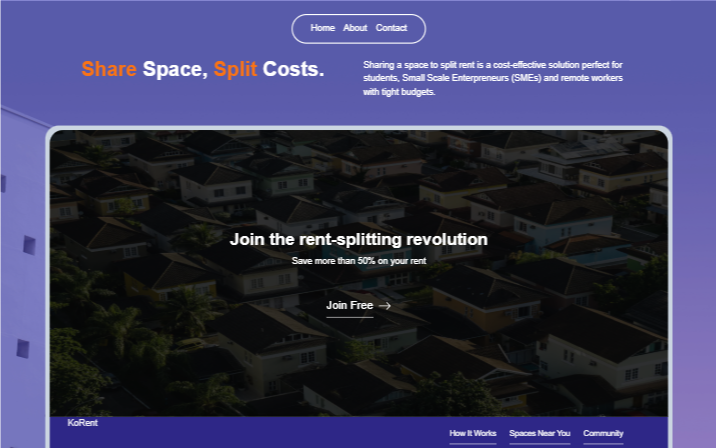 Home About Contact
Share Space, Split Costs.
Sharing a space to split rent is a cost-effective solution perfect for
students, Small Scale Enterpreneurs (SMEs) and remote workers
with tight budgets.
Join the rent-splitting revolution
Save more than 50% on your rent
Join Free →
KoRent
How It Works Spaces Near You Community